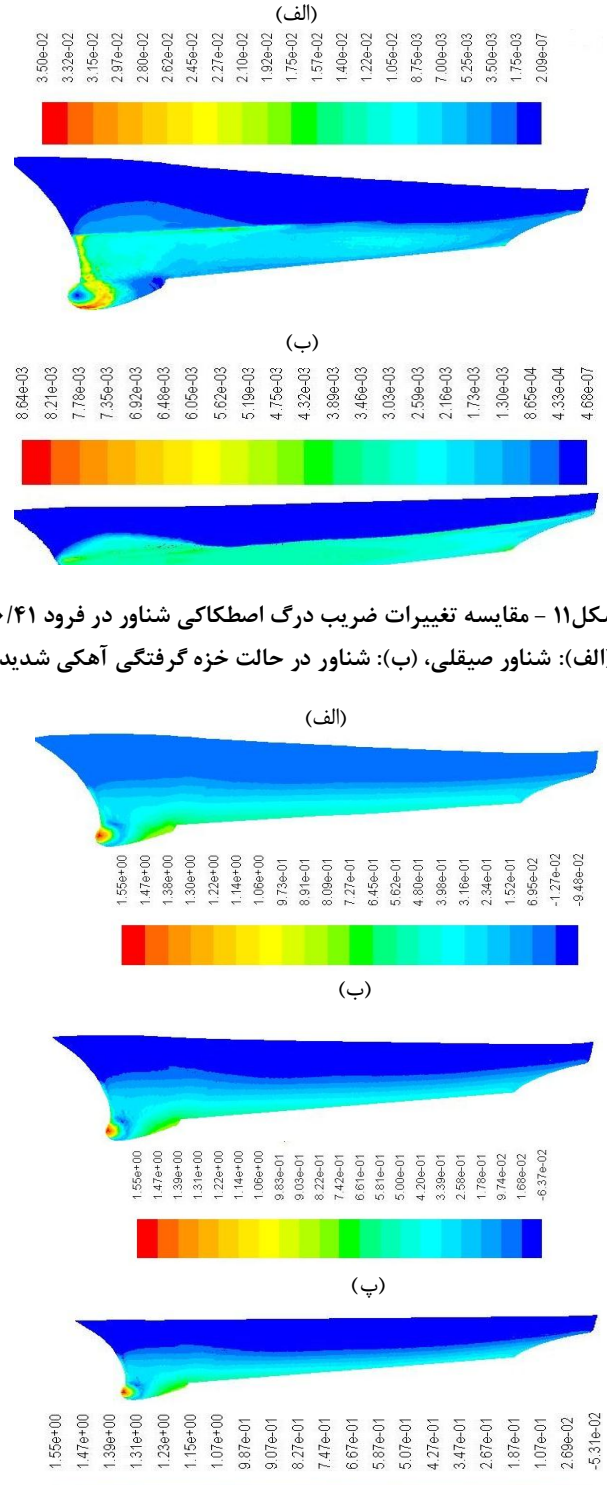 (الف)
3.50e-02
3.32e-02
3.15e-02
2.97e-02
2.80e-02
2.62e-02
2.45e-02
2.27e-02
2.10e-02
1.92e-02
1.75e-02
1.57e-02
1.40e-02
1.22e-02
1.05e-02
8.75e-03
7.00e-03
5.25e-03
3.50e-03
1.75e-03
2.09e-07
(ب)
8.64e-03
8.21e-03
7.78e-03
7.35e-03
6.92e-03
6.48e-03
6.05e-03
5.62e-03
5.19e-03
4.75e-03
4.32e-03
3.89e-03
3.46e-03
3.03e-03
2.59e-03
2.16e-03
1.73e-03
1.30e-03
8.65e-04
4.33e-04
4.68e-07
شکل۱۱ – مقایسه تغییرات ضریب درگ اصطکاکی شناور در فرود ۰/۴۱
(الف): شناور صیقلی، (ب): شناور در حالت خزه گرفتگی آهکی شدید
(الف)
1.55e+00
1.47e+00
1.38e+00
1.30e+00
1.22e+00
1.14e+00
1.06e+00
9.73e-01
8.91e-01
8.09e-01
7.27e-01
6.45e-01
5.62e-01
4.80e-01
3.98e-01
3.16e-01
2.34e-01
1.52e-01
6.95e-02
-1.27e-02
-9.48e-02
(ب)
1.55e+00
1.47e+00
1.39e+00
1.31e+00
1.22e+00
1.14e+00
1.06e+00
9.83e-01
9.03e-01
8.22e-01
7.42e-01
6.61e-01
5.81e-01
5.00e-01
4.20e-01
3.39e-01
2.58e-01
1.78e-01
9.74e-02
1.68e-02
-6.37e-02
(پ)
1.55e+00
1.47e+00
1.39e+00
1.31e+00
1.23e+00
1.15e+00
1.07e+00
9.87e-01
9.07e-01
8.27e-01
7.47e-01
6.67e-01
5.87e-01
5.07e-01
4.27e-01
3.47e-01
2.67e-01
1.87e-01
1.07e-01
2.69e-02
-5.31e-02